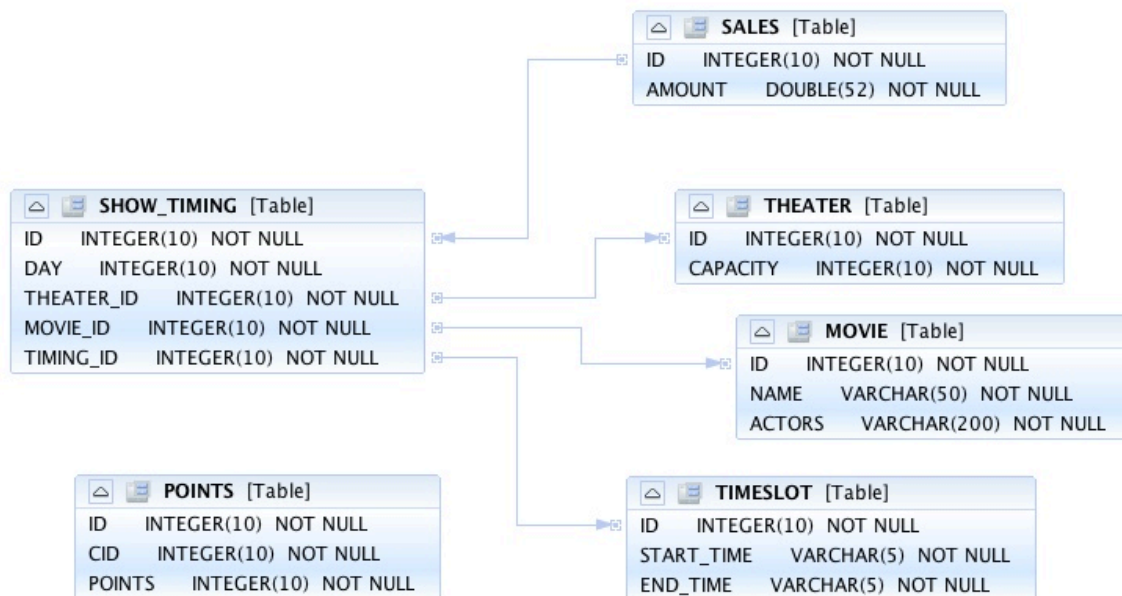 SALES [Table]
ID INTEGER(10) NOT NULL
AMOUNT DOUBLE(52) NOT NULL
SHOW_TIMING [Table]
ID INTEGER(10) NOT NULL
DAY INTEGER(10) NOT NULL
THEATER_ID INTEGER(10) NOT NULL
MOVIE_ID INTEGER(10) NOT NULL
TIMING_ID INTEGER(10) NOT NULL
THEATER [Table]
ID INTEGER(10) NOT NULL
CAPACITY INTEGER(10) NOT NULL
MOVIE [Table]
ID INTEGER(10) NOT NULL
NAME VARCHAR(50) NOT NULL
ACTORS VARCHAR(200) NOT NULL
POINTS [Table]
ID INTEGER(10) NOT NULL
CID INTEGER(10) NOT NULL
POINTS INTEGER(10) NOT NULL
TIMESLOT [Table]
ID INTEGER(10) NOT NULL
START_TIME VARCHAR(5) NOT NULL
END_TIME VARCHAR(5) NOT NULL